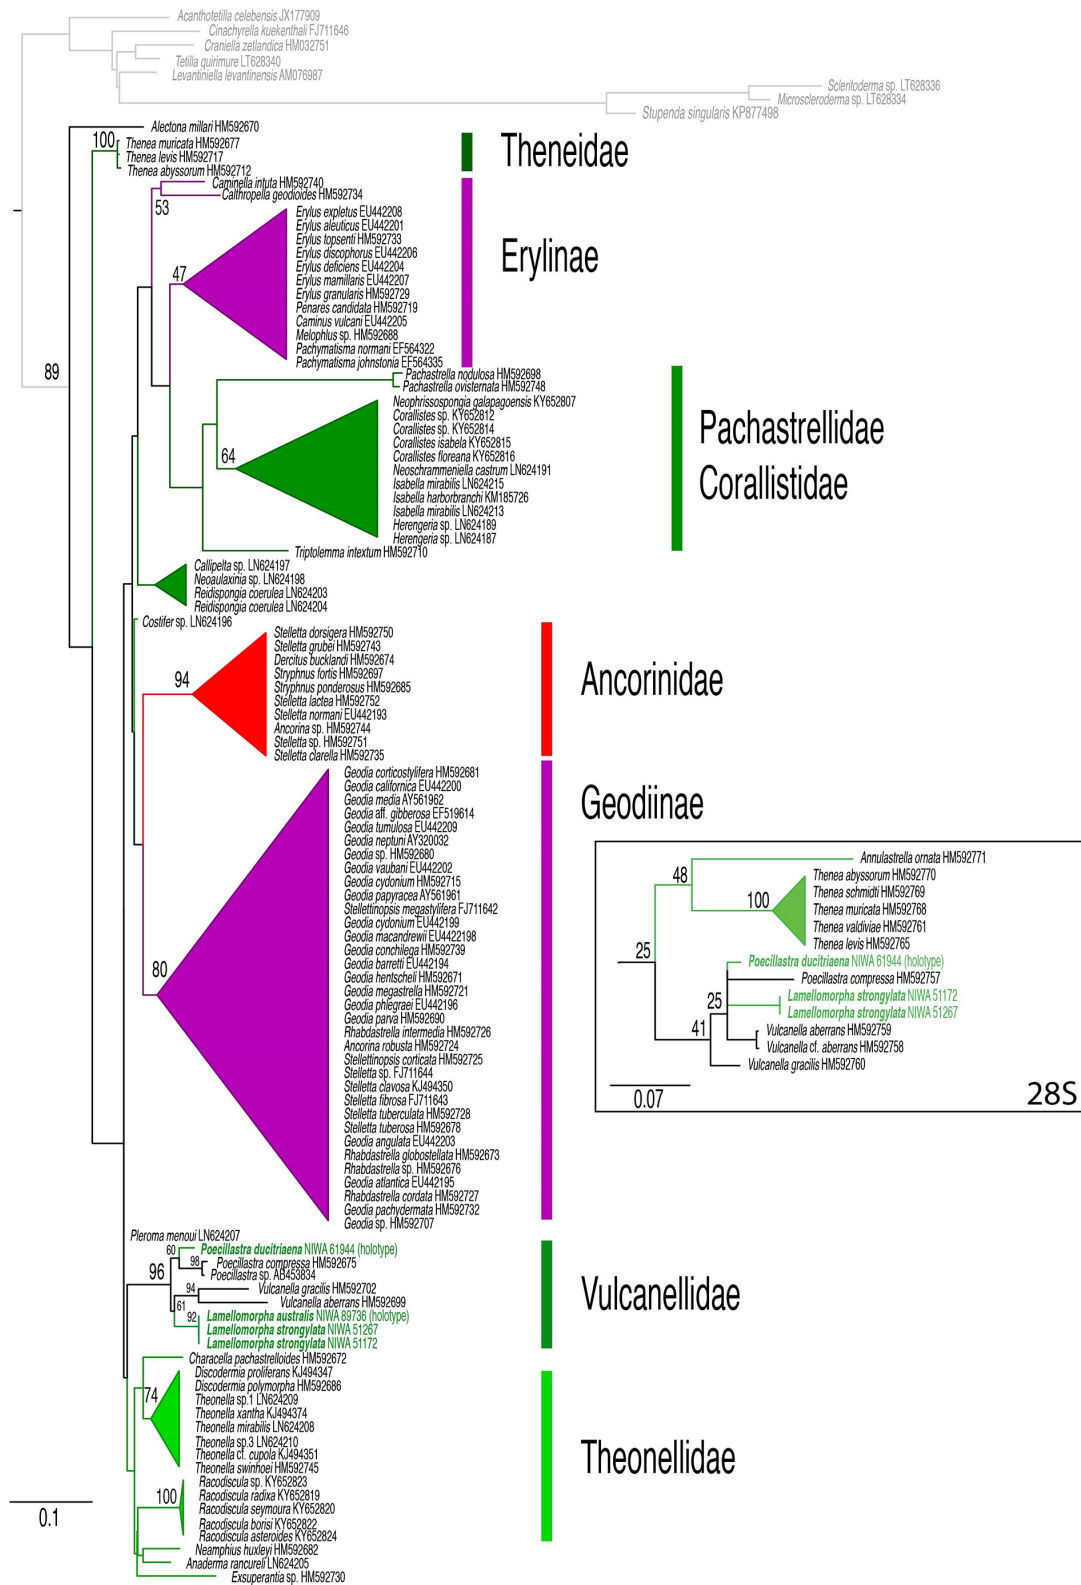 Acanthotetilla celebensis JX177909
Cinachyrella kuekenthali FJ711646
Craniella zetlandica HM032751
Tetilla quirimure LT628340
Levantiniella levantinensis AM076987
Scleritoderma sp. LT628336
Microscleroderma sp. LT628334
Stupenda singularis KP877498
Alectona millari HM592670
100
Thenea muricata HM592677
Thenea levis HM592717
Thenea abyssorum HM592712
Theneidae
Caminella intuta HM592740
Calthropella geodioides HM592734
53
Erylus expletus EU442208
Erylus aleuticus EU442201
Erylus topsenti HM592733
Erylus discophorus EU442206
Erylus deficiens EU442204
Erylus mamillaris EU442207
Erylus granularis HM592729
Penares candidata HM592719
Caminus vulcani EU442205
Melophlus sp. HM592688
Pachymatisma normani EF564322
Pachymatisma johnstonia EF564335
47
Erylinae
89
Pachastrella nodulosa HM592698
Pachastrella ovisternata HM592748
Neophrissospongia galapagoensis KY652807
Corallistes sp. KY652812
Corallistes sp. KY652814
Corallistes isabela KY652815
Corallistes floreana KY652816
Neoschrammeniella castrum LN624191
Isabella mirabilis LN624215
Isabella harborbranchi KM185726
Isabella mirabilis LN624213
Herengeria sp. LN624189
Herengeria sp. LN624187
64
Triptolemma intextum HM592710
Pachastrellidae
Corallistidae
Callipelta sp. LN624197
Neoaulaxinia sp. LN624198
Reidispongia coerulea LN624203
Reidispongia coerulea LN624204
Costifer sp. LN624196
Stelletta dorsigera HM592750
Stelletta grubei HM592743
Dercitus bucklandi HM592674
Stryphnus fortis HM592697
Stryphnus ponderosus HM592685
Stelletta lactea HM592752
Stelletta normani EU442193
Ancorina sp. HM592744
Stelletta sp. HM592751
Stelletta clarella HM592735
94
Ancorinidae
Geodia corticostylifera HM592681
Geodia californica EU442200
Geodia media AY561962
Geodia aff. gibberosa EF519614
Geodia tumulosa EU442209
Geodia neptuni AY320032
Geodia sp. HM592680
Geodia vaubani EU442202
Geodia cydonium HM592715
Geodia papyracea AY561961
Stellettinopsis megastylifera FJ711642
Geodia cydonium EU442199
Geodia macandrewii EU4422198
Geodia conchilega HM592739
Geodia barretti EU442194
Geodia hentscheli HM592671
Geodia megastrella HM592721
Geodia phlegraei EU442196
Geodia parva HM592690
Rhabdastrella intermedia HM592726
Ancorina robusta HM592724
Stellettinopsis corticata HM592725
Stelletta sp. FJ711644
Stelletta clavosa KJ494350
Stelletta fibrosa FJ711643
Stelletta tuberculata HM592728
Stelletta tuberosa HM592678
Geodia angulata EU442203
Rhabdastrella globostellata HM592673
Rhabdastrella sp. HM592676
Geodia atlantica EU442195
Rhabdastrella cordata HM592727
Geodia pachydermata HM592732
Geodia sp. HM592707
80
Geodiinae
Annulastrella ornata HM592771
48
Thenea abyssorum HM592770
Thenea schmidti HM592769
Thenea muricata HM592768
Thenea valdiviae HM592761
Thenea levis HM592765
100
25
Poecillastra ducitriaena NIWA 61944 (holotype)
Poecillastra compressa HM592757
Lamellomorpha strongylata NIWA 51172
Lamellomorpha strongylata NIWA 51267
25
41
Vulcanella aberrans HM592759
Vulcanella cf. aberrans HM592758
Vulcanella gracilis HM592760
0.07
28S
Pleroma menoui LN624207
60
Poecillastra ducitriaena NIWA 61944 (holotype)
98
Poecillastra compressa HM592675
Poecillastra sp. AB453834
96
94
Vulcanella gracilis HM592702
Vulcanella aberrans HM592699
61
92
Lamellomorpha australis NIWA 89736 (holotype)
Lamellomorpha strongylata NIWA 51267
Lamellomorpha strongylata NIWA 51172
Vulcanellidae
Characella pachastrelloides HM592672
Discodermia proliferans KJ494347
Discodermia polymorpha HM592686
Theonella sp.1 LN624209
Theonella xantha KJ494374
Theonella mirabilis LN624208
Theonella sp.3 LN624210
Theonella cf. cupola KJ494351
Theonella swinhoei HM592745
74
Racodiscula sp. KY652823
Racodiscula radixa KY652819
Racodiscula seymoura KY652820
Racodiscula borisi KY652822
Racodiscula asteroides KY652824
100
Neamphius huxleyi HM592682
Anaderma rancureli LN624205
Exsuperantia sp. HM592730
Theonellidae
0.1